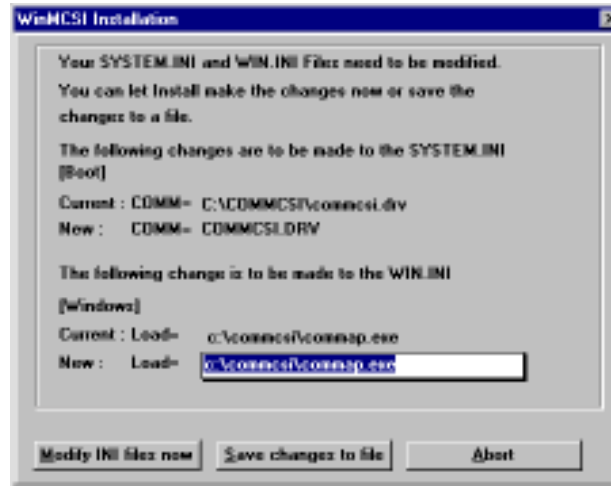 WinMCSI Installation
Your SYSTEM.INI and WIN.INI Files need to be modified.
You can let Install make the changes now or save the
changes to a file.
The following changes are to be made to the SYSTEM.INI
[Boot]
Current : COMM= C:\COMMCSI\commcsi.drv
New : COMM= COMMCSI.DRV
The following change is to be made to the WIN.INI
[Windows]
Current : Load= c:\commcsi\commap.exe
New : Load= c:\commcsi\commap.exe
Modify INI files now Save changes to file Abort